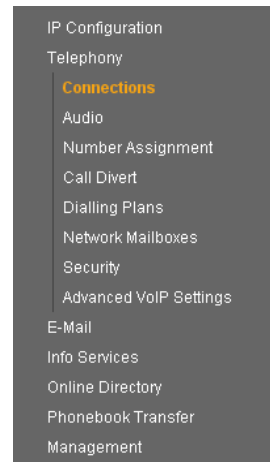 IP Configuration
Telephony
Connections
Audio
Number Assignment
Call Divert
Dialling Plans
Network Mailboxes
Security
Advanced VoIP Settings
E-Mail
Info Services
Online Directory
Phonebook Transfer
Management